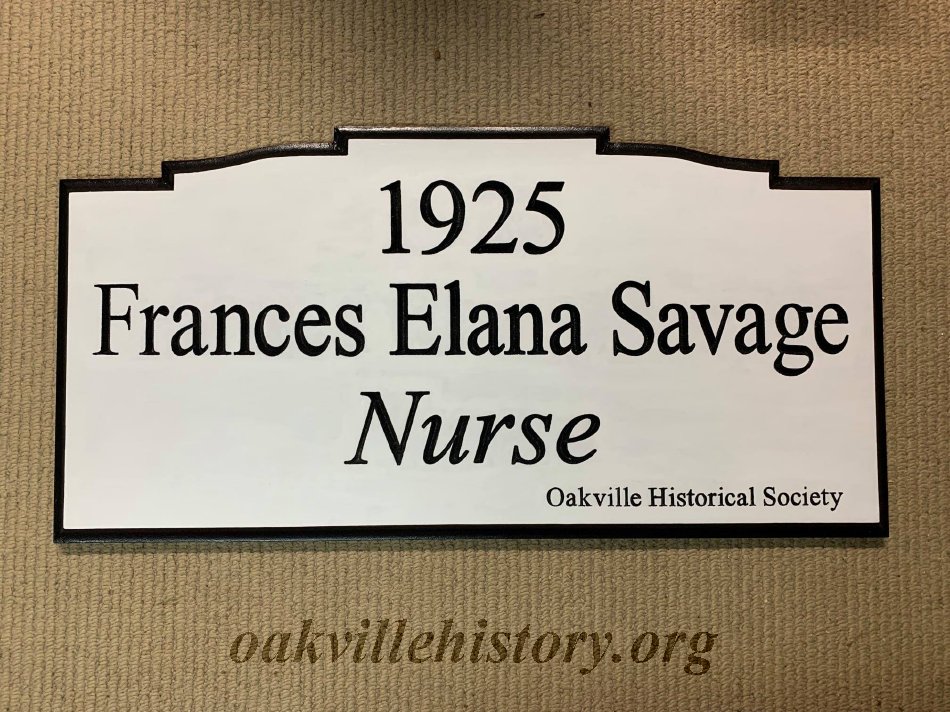 1925
Frances Elana Savage
Nurse
Oakville Historical Society
oakvillehistory.org